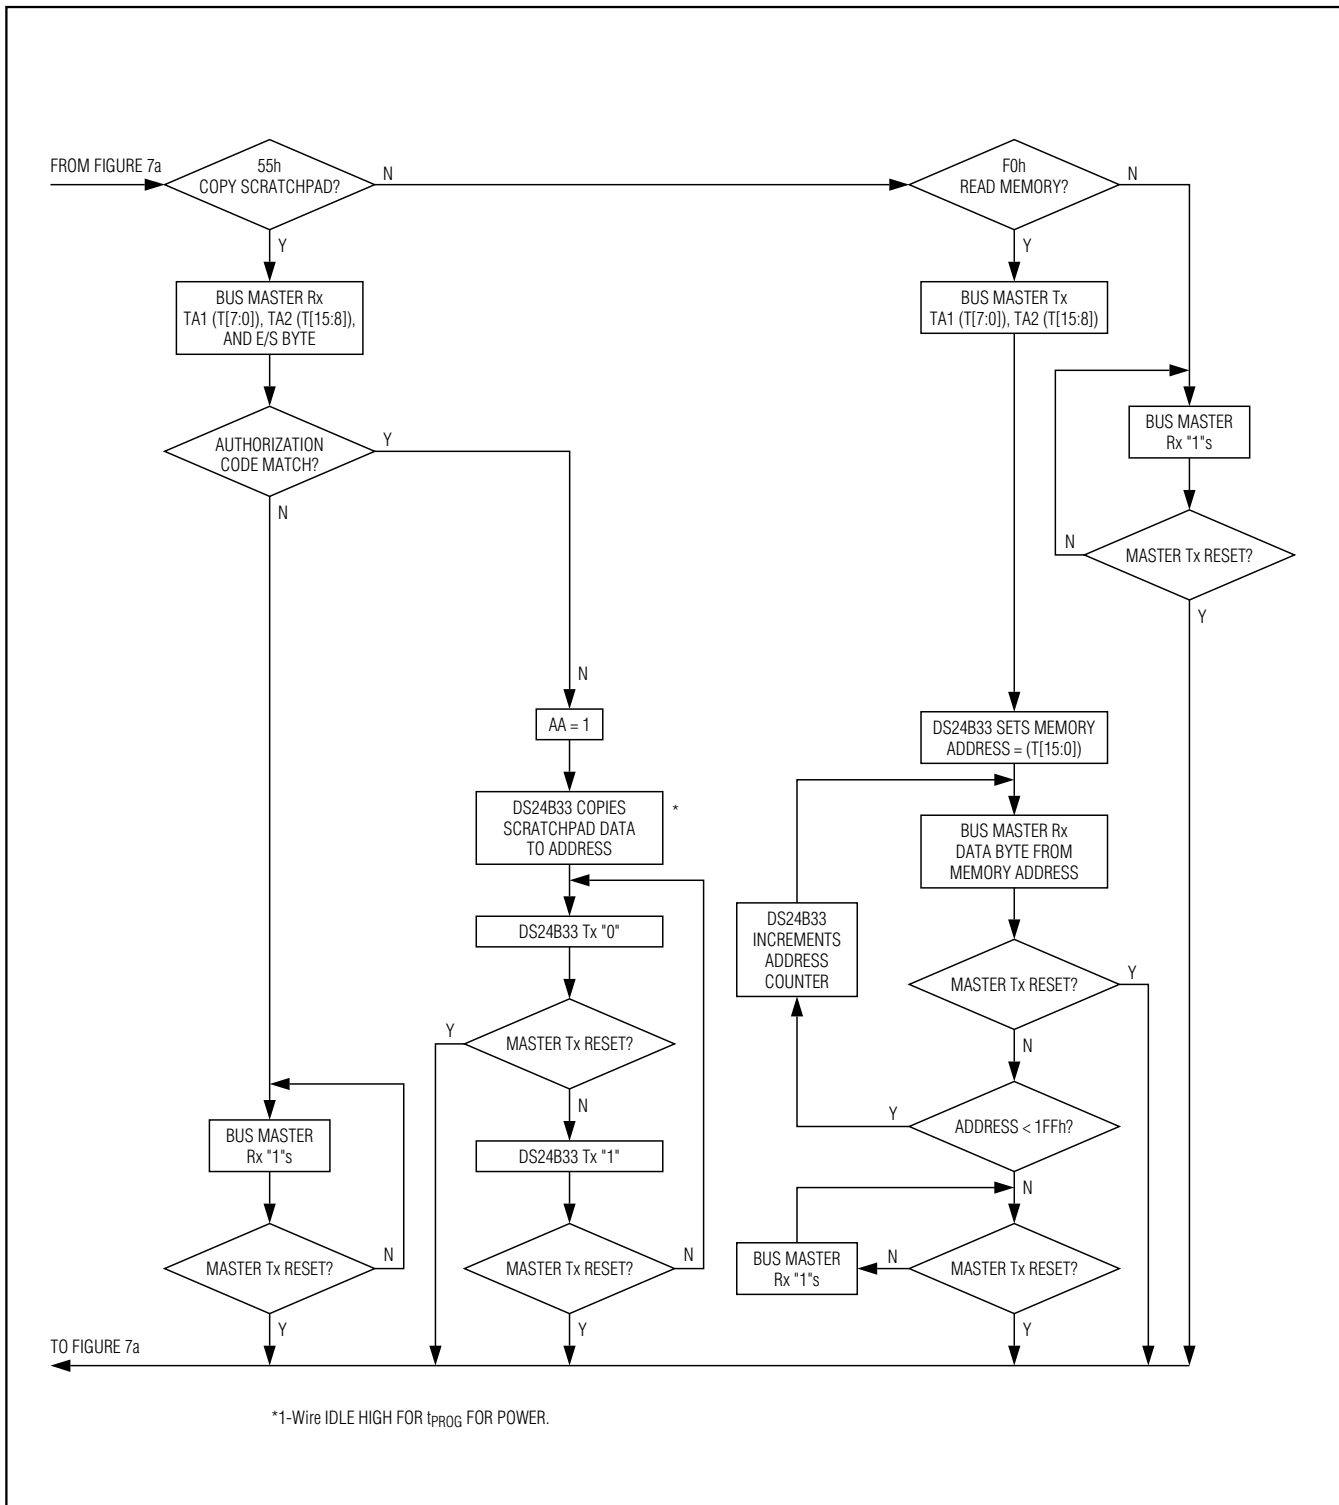 FROM FIGURE 7a
55h
COPY SCRATCHPAD?
N
Y
F0h
READ MEMORY?
N
Y
BUS MASTER Rx
TA1 (T[7:0]), TA2 (T[15:8]),
AND E/S BYTE
BUS MASTER Tx
TA1 (T[7:0]), TA2 (T[15:8])
AUTHORIZATION
CODE MATCH?
Y
N
BUS MASTER
Rx "1"s
MASTER Tx RESET?
N
Y
N
AA = 1
DS24B33 COPIES
SCRATCHPAD DATA
TO ADDRESS
*
DS24B33 Tx "0"
MASTER Tx RESET?
Y
N
DS24B33 Tx "1"
MASTER Tx RESET?
N
Y
DS24B33 SETS MEMORY
ADDRESS = (T[15:0])
BUS MASTER Rx
DATA BYTE FROM
MEMORY ADDRESS
DS24B33
INCREMENTS
ADDRESS
COUNTER
MASTER Tx RESET?
Y
N
ADDRESS < 1FFh?
Y
N
BUS MASTER
Rx "1"s
N
MASTER Tx RESET?
Y
BUS MASTER
Rx "1"s
MASTER Tx RESET?
N
Y
TO FIGURE 7a
*1-Wire IDLE HIGH FOR tPROG FOR POWER.